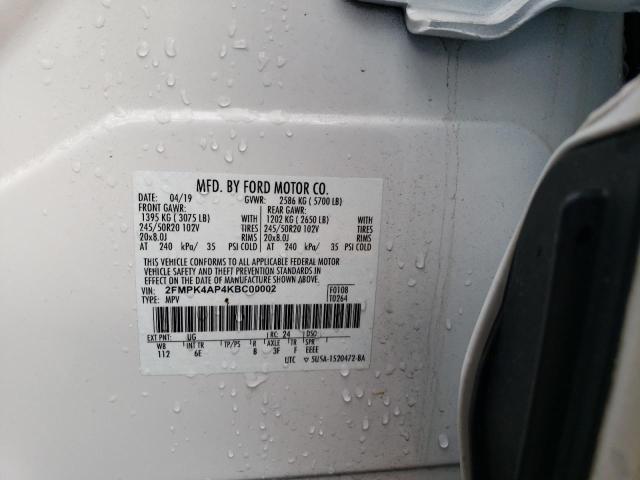 MFD. BY FORD MOTOR CO.
DATE: 04/19 GVWR: 2586 KG ( 5700 LB)
FRONT GAWR: REAR GAWR:
1395 KG (3075 LB) WITH 1202 KG ( 2650 LB) WITH
245/50R20 102V TIRES 245/50R20 102V TIRES
20x8.0J RIMS 20x8.0J RIMS
AT 240 kPa/ 35 PSI COLD AT 240 kPa/ 35 PSI COLD
THIS VEHICLE CONFORMS TO ALL APPLICABLE FEDERAL MOTOR
VEHICLE SAFETY AND THEFT PREVENTION STANDARDS IN
EFFECT ON THE DATE OF MANUFACTURE SHOWN ABOVE.
VIN: 2FMPK4AP4KBC00002 F0108
TYPE: MPV T0264
EXT PNT: UG RC: 24 DSO:
WB INT TR TP/PS R AXLE TR SPR
112 6E B 3F F EEEE
UTC 5USA-1520472-BA